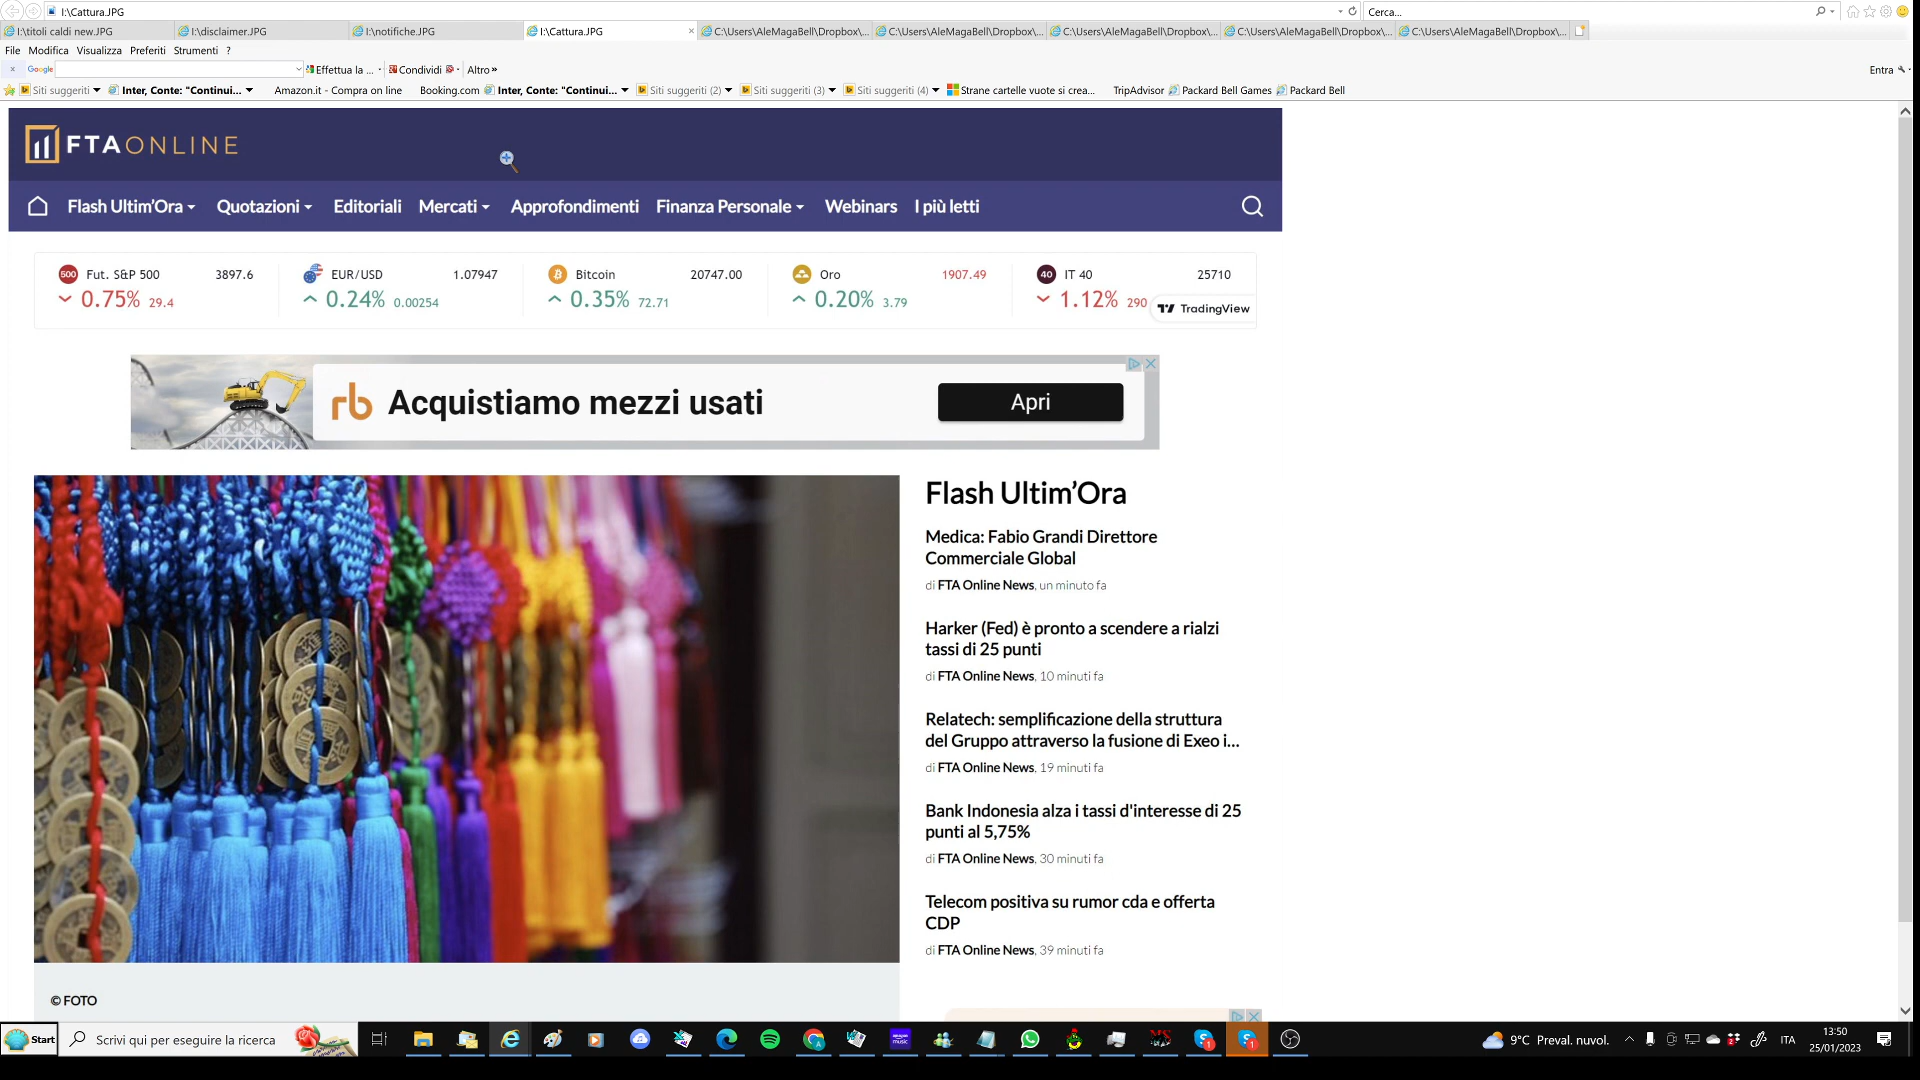 I:\Cattura.JPG
Cerca...
I:\titoli caldi new.JPG
I:\disclaimer.JPG
I:\notifiche.JPG
I:\Cattura.JPG
C:\Users\AleMagaBell\Dropbox\...
C:\Users\AleMagaBell\Dropbox\...
C:\Users\AleMagaBell\Dropbox\...
C:\Users\AleMagaBell\Dropbox\...
C:\Users\AleMagaBell\Dropbox\...
File Modifica Visualizza Preferiti Strumenti ?
x Google Effettua la ... Condividi Altro » Entra
Siti suggeriti Inter, Conte: "Continui... Amazon.it - Compra on line Booking.com Inter, Conte: "Continui... Siti suggeriti (2) Siti suggeriti (3) Siti suggeriti (4) Strane cartelle vuote si crea... TripAdvisor Packard Bell Games Packard Bell
FTAONLINE
Flash Ultim'Ora Quotazioni Editoriali Mercati Approfondimenti Finanza Personale Webinars I più letti
500 Fut. S&P 500 3897.6
0.75% 29.4
EUR/USD 1.07947
0.24% 0.00254
Bitcoin 20747.00
0.35% 72.71
Oro 1907.49
0.20% 3.79
40 IT 40 25710
1.12% 290
TradingView
rb Acquistiamo mezzi usati Apri
Flash Ultim'Ora
Medica: Fabio Grandi Direttore
Commerciale Global
di FTA Online News, un minuto fa
Harker (Fed) è pronto a scendere a rialzi
tassi di 25 punti
di FTA Online News, 10 minuti fa
Relatech: semplificazione della struttura
del Gruppo attraverso la fusione di Exeo i...
di FTA Online News, 19 minuti fa
Bank Indonesia alza i tassi d'interesse di 25
punti al 5,75%
di FTA Online News, 30 minuti fa
Telecom positiva su rumor cda e offerta
CDP
di FTA Online News, 39 minuti fa
© FOTO
Start
Scrivi qui per eseguire la ricerca
9°C Preval. nuvol.
ITA
13:50
25/01/2023